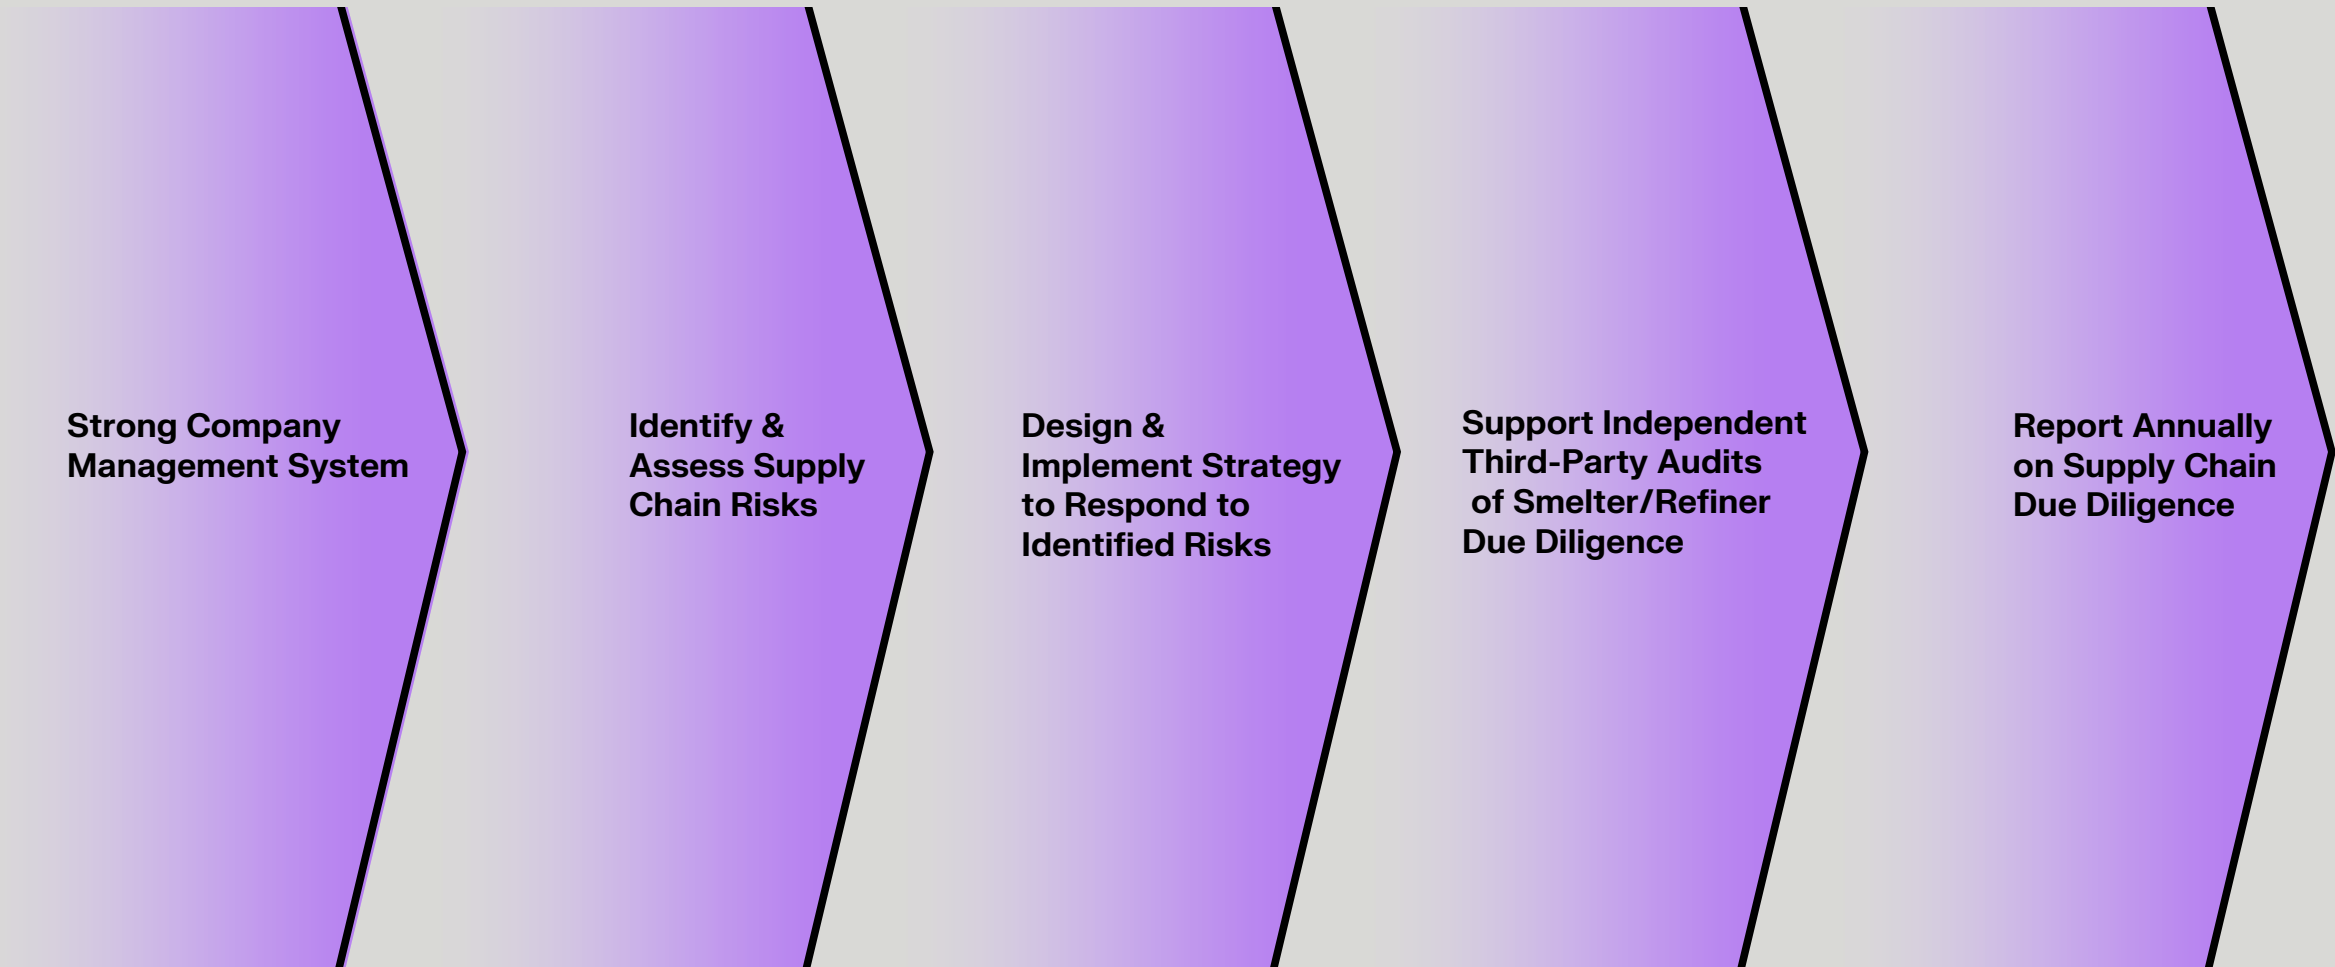 Strong Company
Management System
Identify &
Assess Supply
Chain Risks
Design &
Implement Strategy
to Respond to
Identified Risks
Support Independent
Third-Party Audits
of Smelter/Refiner
Due Diligence
Report Annually
on Supply Chain
Due Diligence